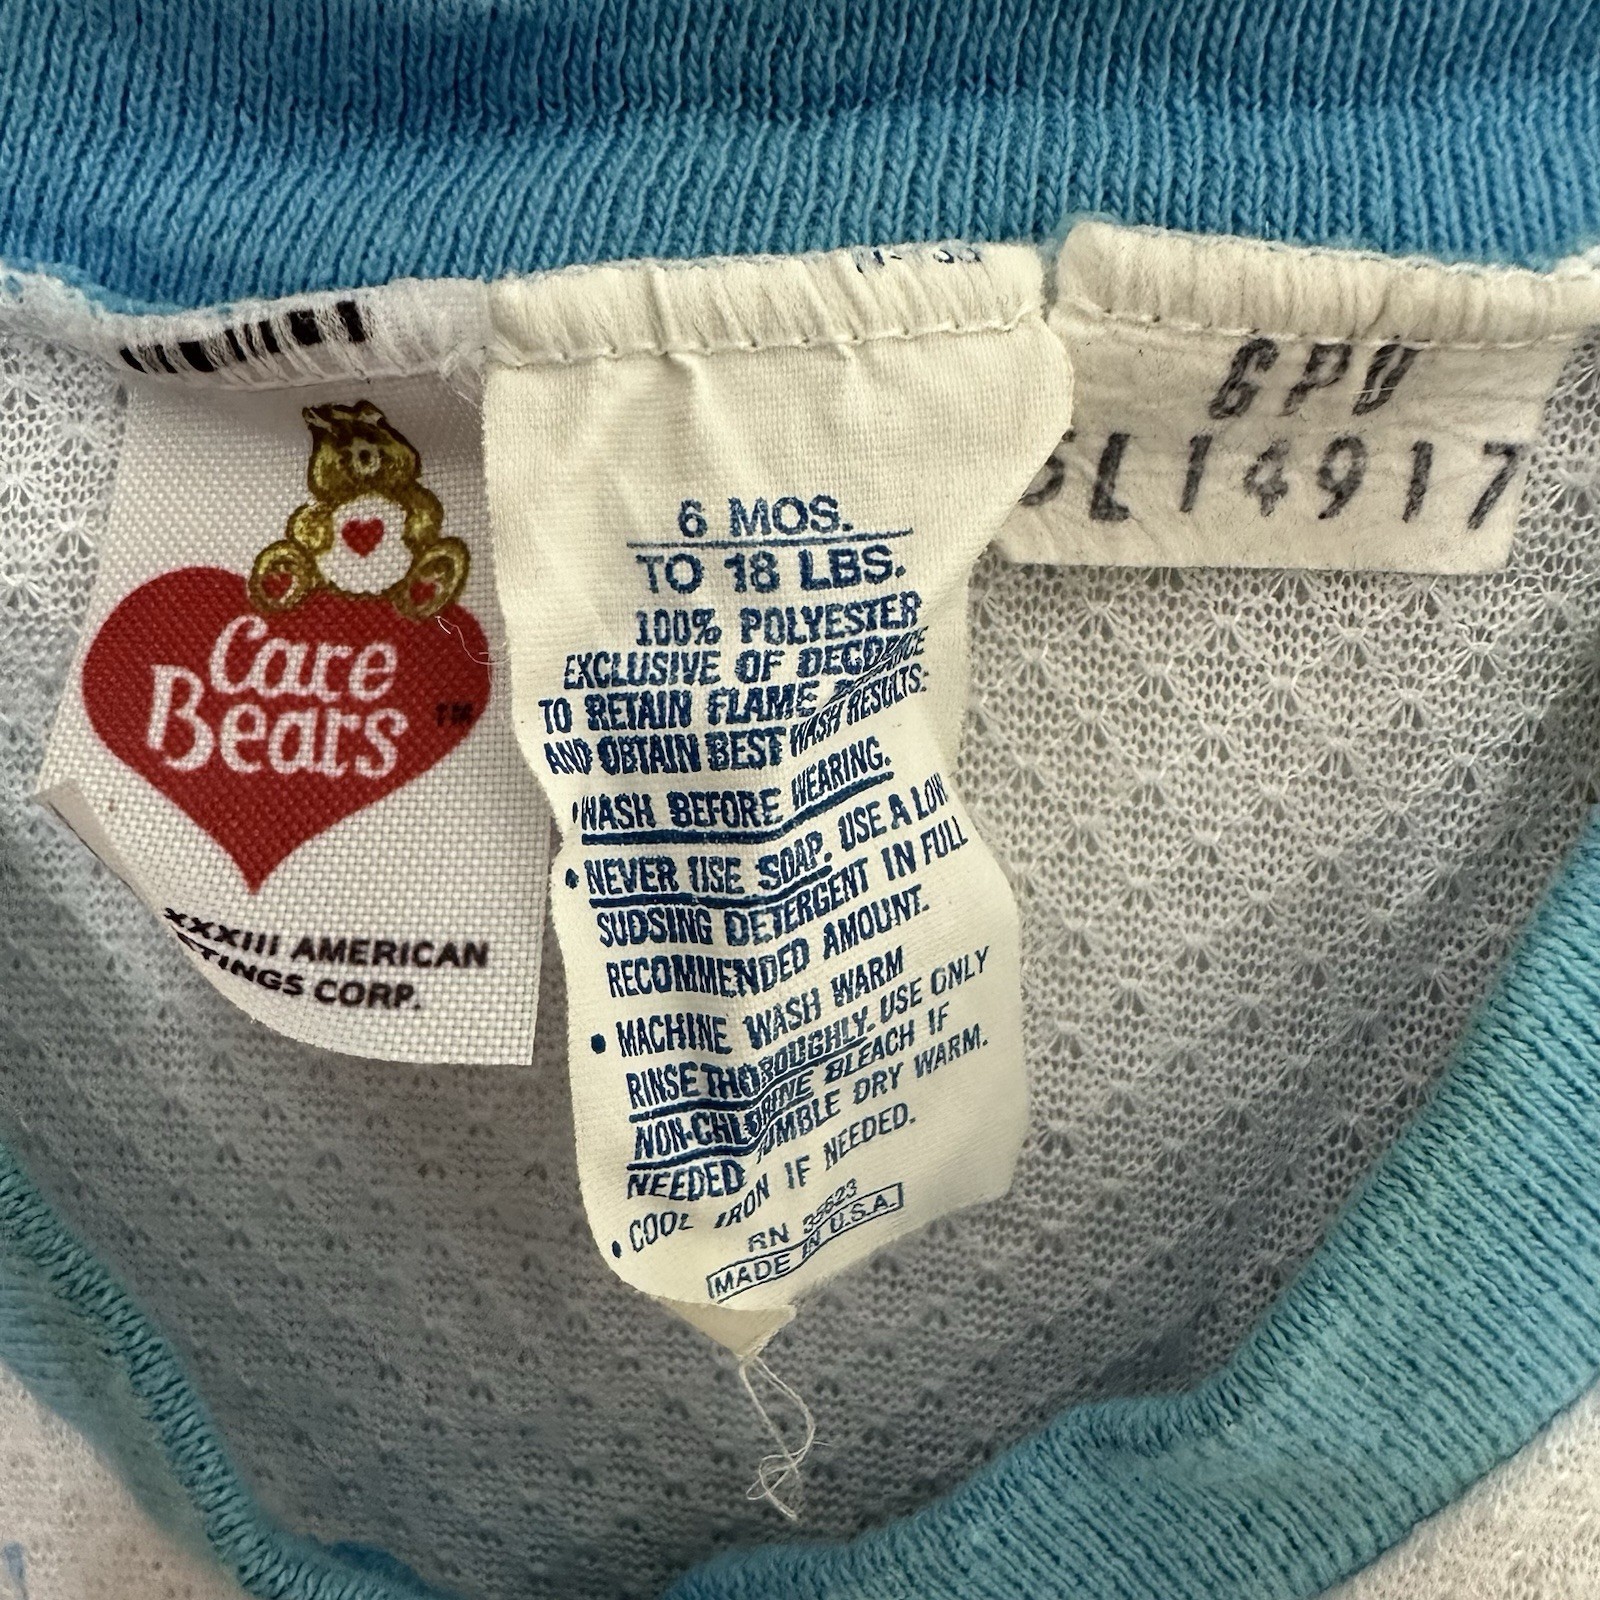 Care
Bears TM
XXXIII AMERICAN
CORP.
6 MOS.
TO 18 LBS.
100% POLYESTER
EXCLUSIVE OF DECORANCE
TO RETAIN FLAME
AND OBTAIN BEST WASH RESULTS:
• WASH BEFORE WEARING.
• NEVER USE SOAP. USE A LOW
SUDSING DETERGENT IN FULL
RECOMMENDED AMOUNT.
• MACHINE WASH WARM
RINSE THOROUGHLY. USE ONLY
NON-CHLORINE BLEACH IF
NEEDED TUMBLE DRY WARM.
• COOL IRON IF NEEDED.
RN 35623
MADE IN U.S.A.
GPU
L14917